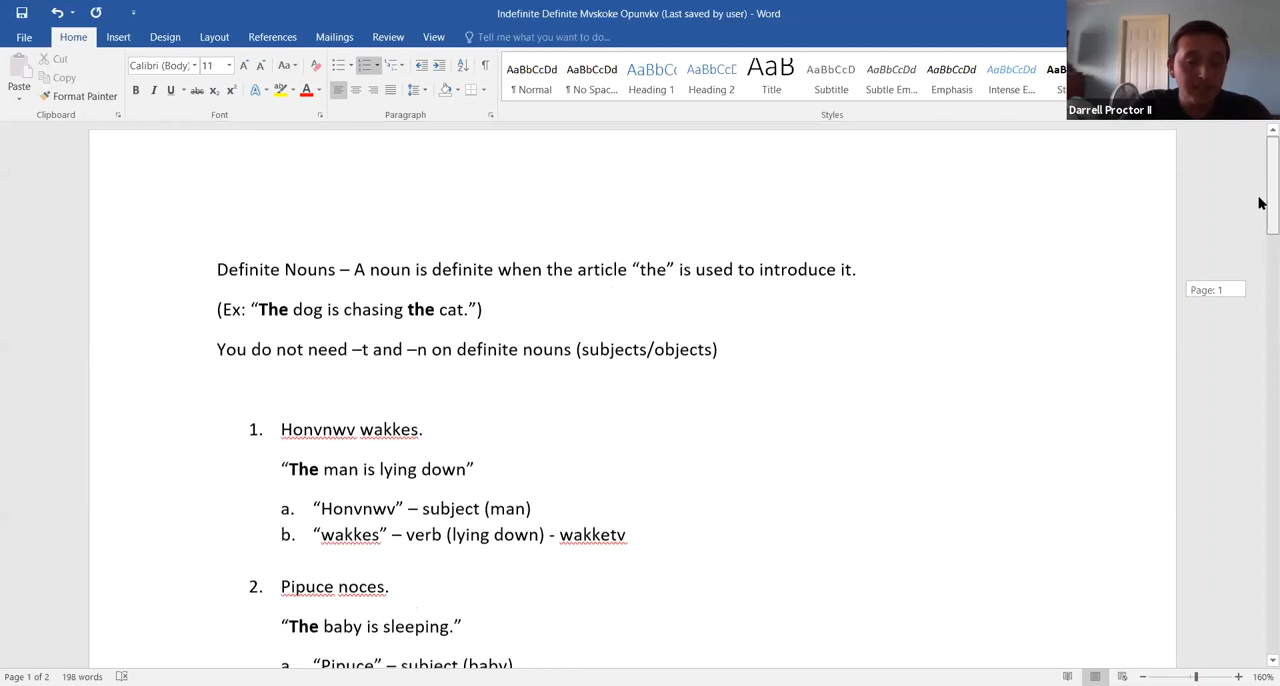 Indefinite Definite Mvskoke Opunkv (Last saved by user) - Word
File Home Insert Design Layout References Mailings Review View Tell me what you want to do...
Paste
Cut
Copy
Format Painter
Clipboard
Calibri (Body) 11
Font
Paragraph
AaBbCcDd AaBbCcDd AaBbCc AaBbCcD AaB AaBbCcD AaBbCcDd AaBbCcDd AaBbCcDd
¶ Normal ¶ No Spac... Heading 1 Heading 2 Title Subtitle Subtle Em... Emphasis Intense E...
Styles
Darrell Proctor II
Definite Nouns – A noun is definite when the article “the” is used to introduce it.
(Ex: “The dog is chasing the cat.”)
You do not need –t and –n on definite nouns (subjects/objects)
1. Honvnwv wakkes.
“The man is lying down”
a. “Honvnwv” – subject (man)
b. “wakkes” – verb (lying down) - wakketv
2. Pipuce noces.
“The baby is sleeping.”
a. “Pipuce” – subject (baby)
Page: 1
Page 1 of 2 198 words
160%